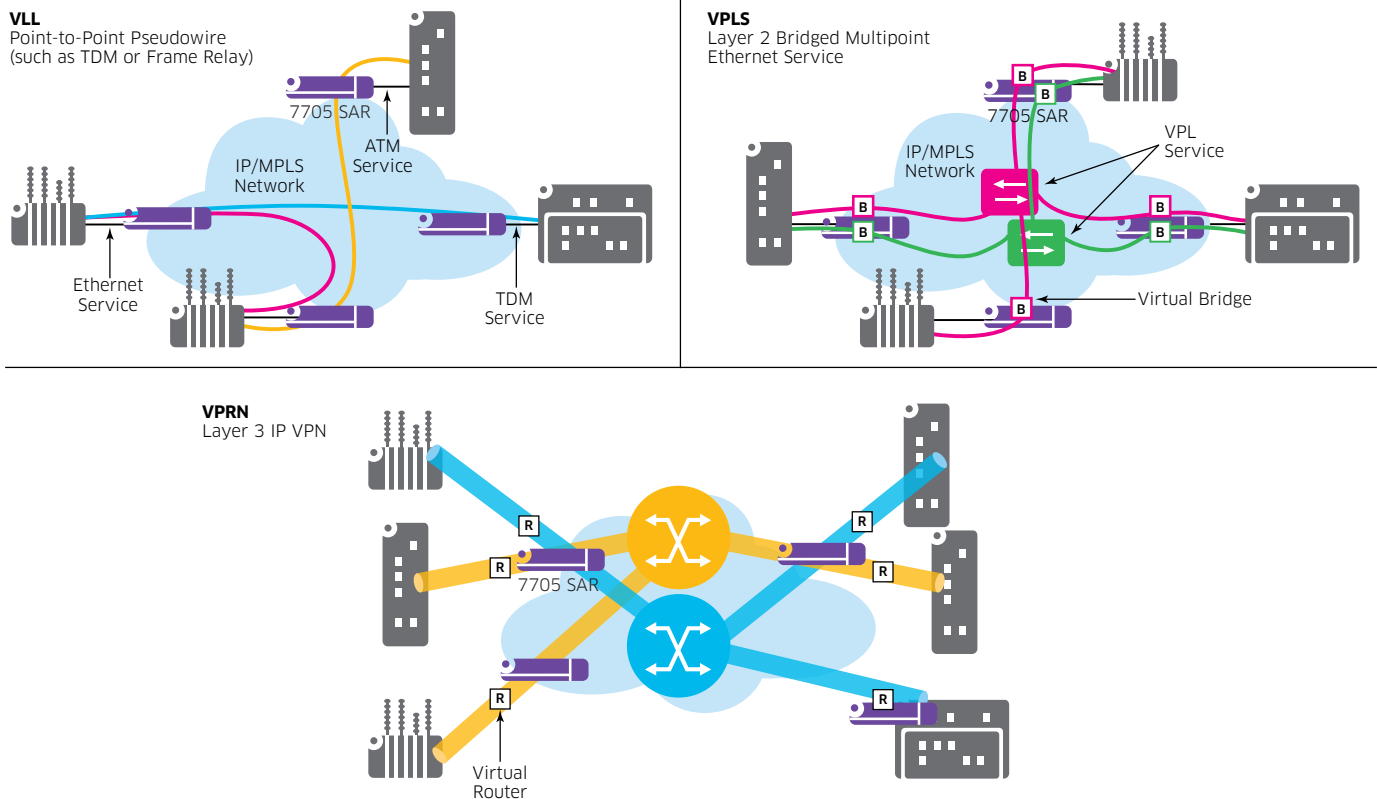 VLL
Point-to-Point Pseudowire
(such as TDM or Frame Relay)
7705 SAR
ATM
Service
IP/MPLS
Network
Ethernet
Service
TDM
Service
VPLS
Layer 2 Bridged Multipoint
Ethernet Service
B
B
7705 SAR
VPL
Service
IP/MPLS
Network
B
B
B
B
B
Virtual Bridge
VPRN
Layer 3 IP VPN
R
R
R
R
7705 SAR
R
R
Virtual
Router